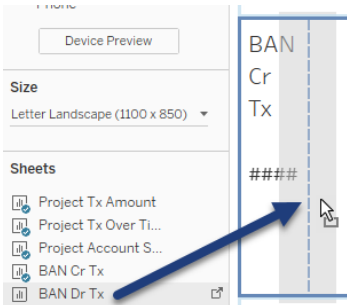 Phone
Device Preview
Size
Letter Landscape (1100 x 850)
Sheets
Project Tx Amount
Project Tx Over Ti...
Project Account S...
BAN Cr Tx
BAN Dr Tx
BAN
Cr
Tx
####